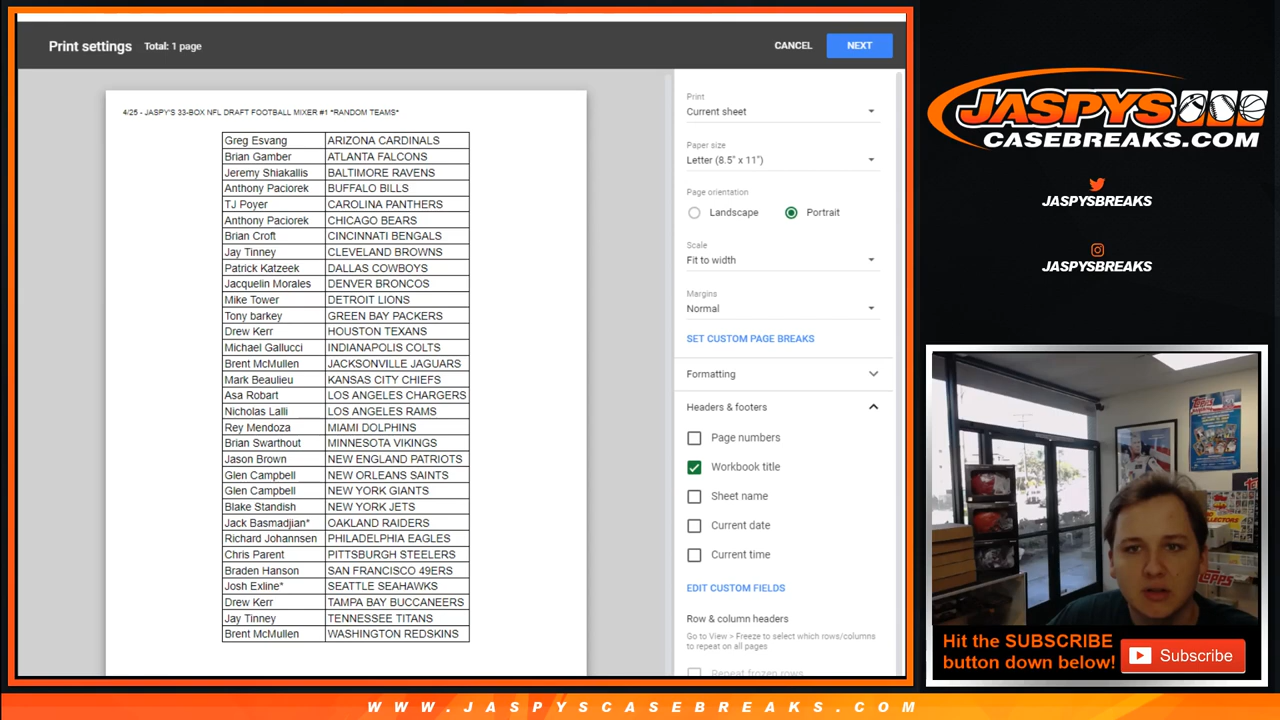 Print settings Total: 1 page CANCEL NEXT
4/25 - JASPY'S 33-BOX NFL DRAFT FOOTBALL MIXER #1 *RANDOM TEAMS*
Greg Esvang ARIZONA CARDINALS
Brian Gamber ATLANTA FALCONS
Jeremy Shiakallis BALTIMORE RAVENS
Anthony Paciorek BUFFALO BILLS
TJ Poyer CAROLINA PANTHERS
Anthony Paciorek CHICAGO BEARS
Brian Croft CINCINNATI BENGALS
Jay Tinney CLEVELAND BROWNS
Patrick Katzeek DALLAS COWBOYS
Jacquelin Morales DENVER BRONCOS
Mike Tower DETROIT LIONS
Tony barkey GREEN BAY PACKERS
Drew Kerr HOUSTON TEXANS
Michael Gallucci INDIANAPOLIS COLTS
Brent McMullen JACKSONVILLE JAGUARS
Mark Beaulieu KANSAS CITY CHIEFS
Asa Robart LOS ANGELES CHARGERS
Nicholas Lalli LOS ANGELES RAMS
Rey Mendoza MIAMI DOLPHINS
Brian Swarthout MINNESOTA VIKINGS
Jason Brown NEW ENGLAND PATRIOTS
Glen Campbell NEW ORLEANS SAINTS
Glen Campbell NEW YORK GIANTS
Blake Standish NEW YORK JETS
Jack Basmadjian* OAKLAND RAIDERS
Richard Johannsen PHILADELPHIA EAGLES
Chris Parent PITTSBURGH STEELERS
Braden Hanson SAN FRANCISCO 49ERS
Josh Exline* SEATTLE SEAHAWKS
Drew Kerr TAMPA BAY BUCCANEERS
Jay Tinney TENNESSEE TITANS
Brent McMullen WASHINGTON REDSKINS
Print
Current sheet
Paper size
Letter (8.5" x 11")
Page orientation
Landscape Portrait
Scale
Fit to width
Margins
Normal
SET CUSTOM PAGE BREAKS
Formatting
Headers & footers
Page numbers
Workbook title
Sheet name
Current date
Current time
EDIT CUSTOM FIELDS
Row & column headers
Go to View > Freeze to select which rows/columns
to repeat on all pages
Repeat frozen rows
JASPYS
CASEBREAKS.COM
JASPYSBREAKS
JASPYSBREAKS
TOPPS
Hit the SUBSCRIBE
button down below!
Subscribe
WWW.JASPYSCASEBREAKS.COM